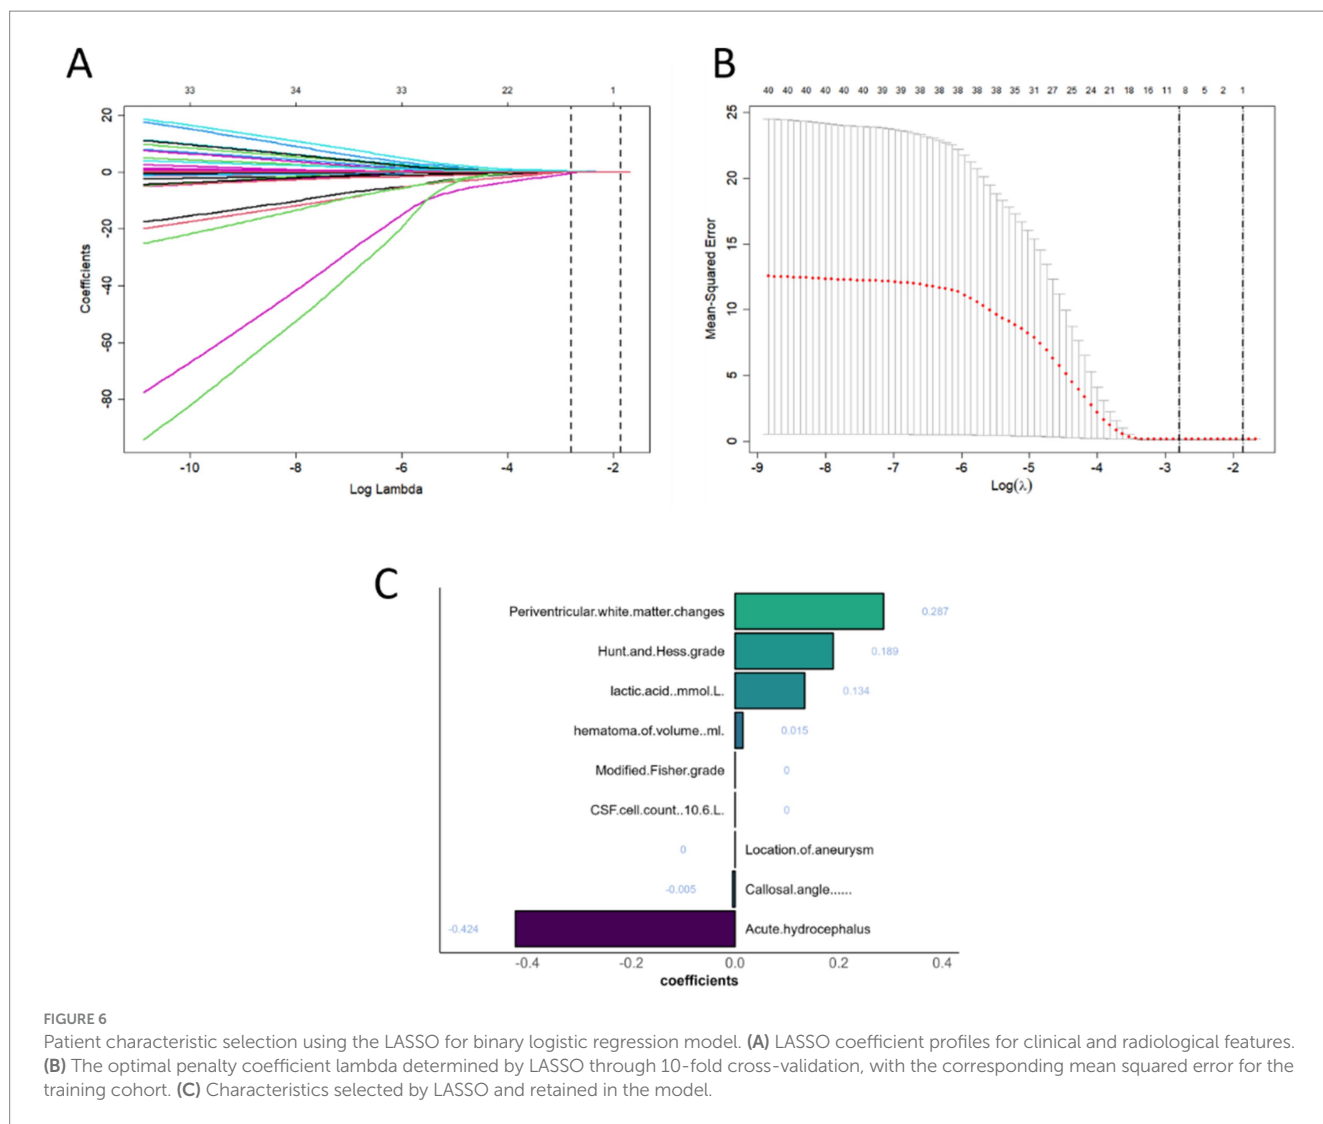 A
33 34 33 22 1
20
0
-20
-40
-60
-80
Coefficients
-10 -8 -6 -4 -2
Log Lambda
B
40 40 40 40 40 40 39 39 38 38 38 38 38 35 31 27 25 24 21 18 16 11 8 5 2 1
25
20
15
10
5
0
Mean-Squared Error
-9 -8 -7 -6 -5 -4 -3 -2
Log(λ)
C
Periventricular.white.matter.changes 0.287
Hunt.and.Hess.grade 0.189
lactic.acid..mmol.L. 0.134
hematoma.of.volume..ml. 0.015
Modified.Fisher.grade 0
CSF.cell.count..10.6.L. 0
0 Location.of.aneurysm
-0.005 Callosal.angle......
-0.424 Acute.hydrocephalus
-0.4 -0.2 0.0 0.2 0.4
coefficients
FIGURE 6
Patient characteristic selection using the LASSO for binary logistic regression model. (A) LASSO coefficient profiles for clinical and radiological features.
(B) The optimal penalty coefficient lambda determined by LASSO through 10-fold cross-validation, with the corresponding mean squared error for the
training cohort. (C) Characteristics selected by LASSO and retained in the model.